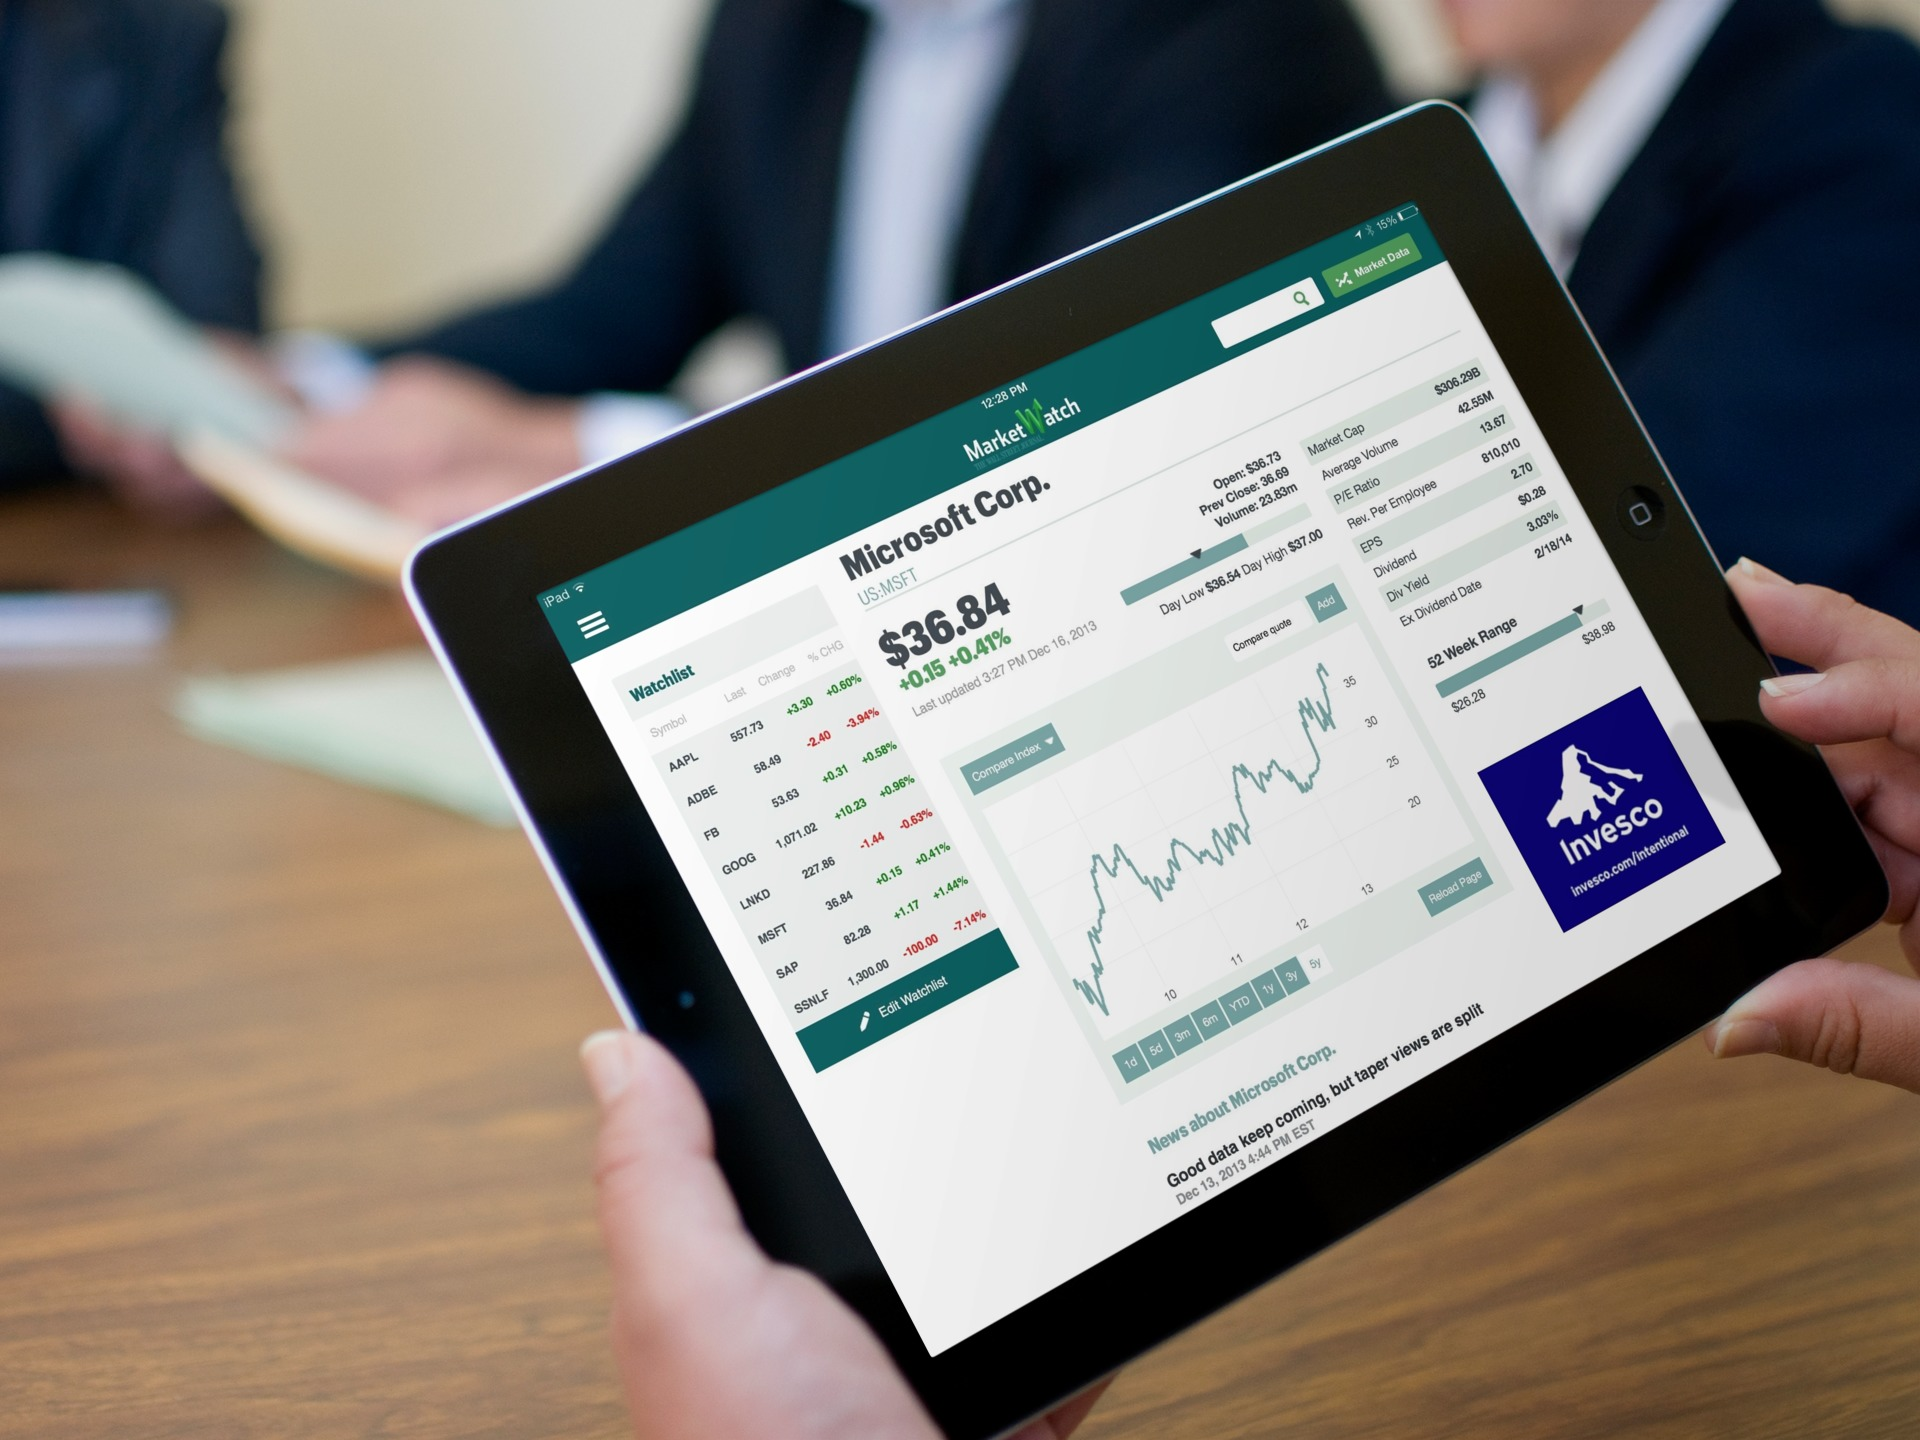 iPad
12:28 PM
15%
MarketWatch
Market Data
Watchlist
Symbol Last Change % CHG
AAPL 557.73 +3.30 +0.60%
ADBE 58.49 -2.40 -3.94%
FB 53.63 +0.31 +0.58%
GOOG 1,071.02 +10.23 +0.96%
LNKD 227.86 -1.44 -0.63%
MSFT 36.84 +0.15 +0.41%
SAP 82.28 +1.17 +1.44%
SSNLF 1,300.00 -100.00 -7.14%
Edit Watchlist
Microsoft Corp.
US:MSFT
$36.84
+0.15 +0.41%
Last updated 3:27 PM Dec 16, 2013
Open: $36.73
Prev Close: 36.69
Volume: 23.83m
Day Low $36.54 Day High $37.00
Compare Index
Compare quote
Add
35
30
25
20
10 11 12 13
1d 5d 3m 6m YTD 1y 3y 5y
Reload Page
News about Microsoft Corp.
Good data keep coming, but taper views are split
Dec 13, 2013 4:44 PM EST
Market Cap $306.29B
Average Volume 42.55M
P/E Ratio 13.67
Rev. Per Employee 810,010
EPS 2.70
Dividend $0.28
Div Yield 3.03%
Ex Dividend Date 2/18/14
52 Week Range
$26.28 $38.98
Invesco
invesco.com/intentional